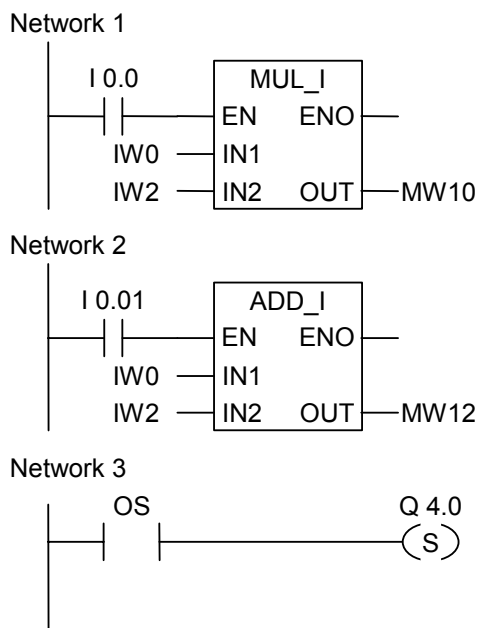 Network 1
I 0.0
MUL_I
EN ENO
IW0 IN1
IW2 IN2 OUT MW10
Network 2
I 0.01
ADD_I
EN ENO
IW0 IN1
IW2 IN2 OUT MW12
Network 3
OS Q 4.0
S